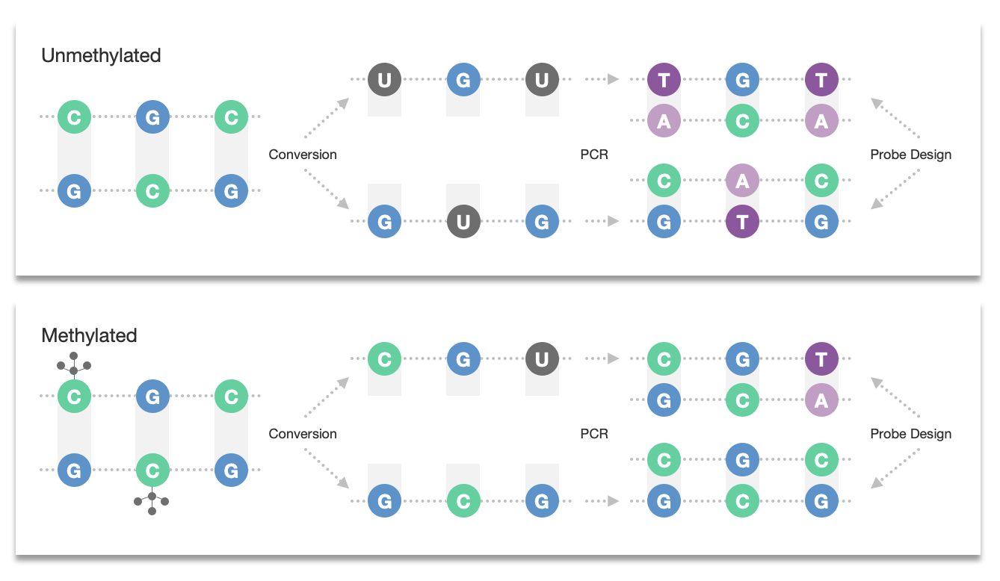 Unmethylated
U G U T G T
C G C A C A
Conversion PCR Probe Design
G C G C A C
G U G G T G
Methylated
C G U C G T
C G C G C A
Conversion PCR Probe Design
G C G C G C
G C G G C G